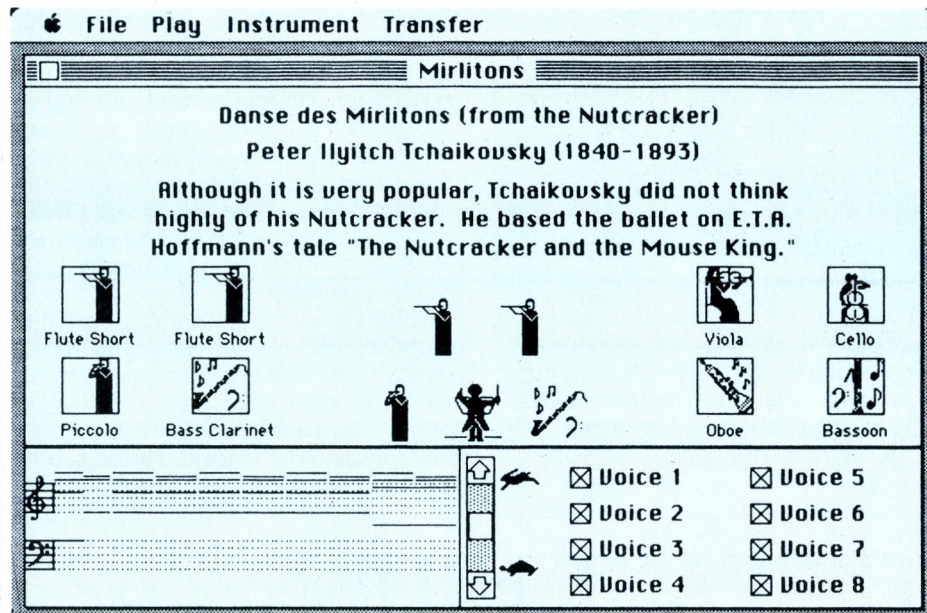 File Play Instrument Transfer
Mirlitons
Danse des Mirlitons (from the Nutcracker)
Peter Ilyitch Tchaikovsky (1840-1893)
Although it is very popular, Tchaikovsky did not think
highly of his Nutcracker. He based the ballet on E.T.A.
Hoffmann's tale "The Nutcracker and the Mouse King."
Flute Short Flute Short Viola Cello
Piccolo Bass Clarinet Oboe Bassoon
Voice 1 Voice 5
Voice 2 Voice 6
Voice 3 Voice 7
Voice 4 Voice 8